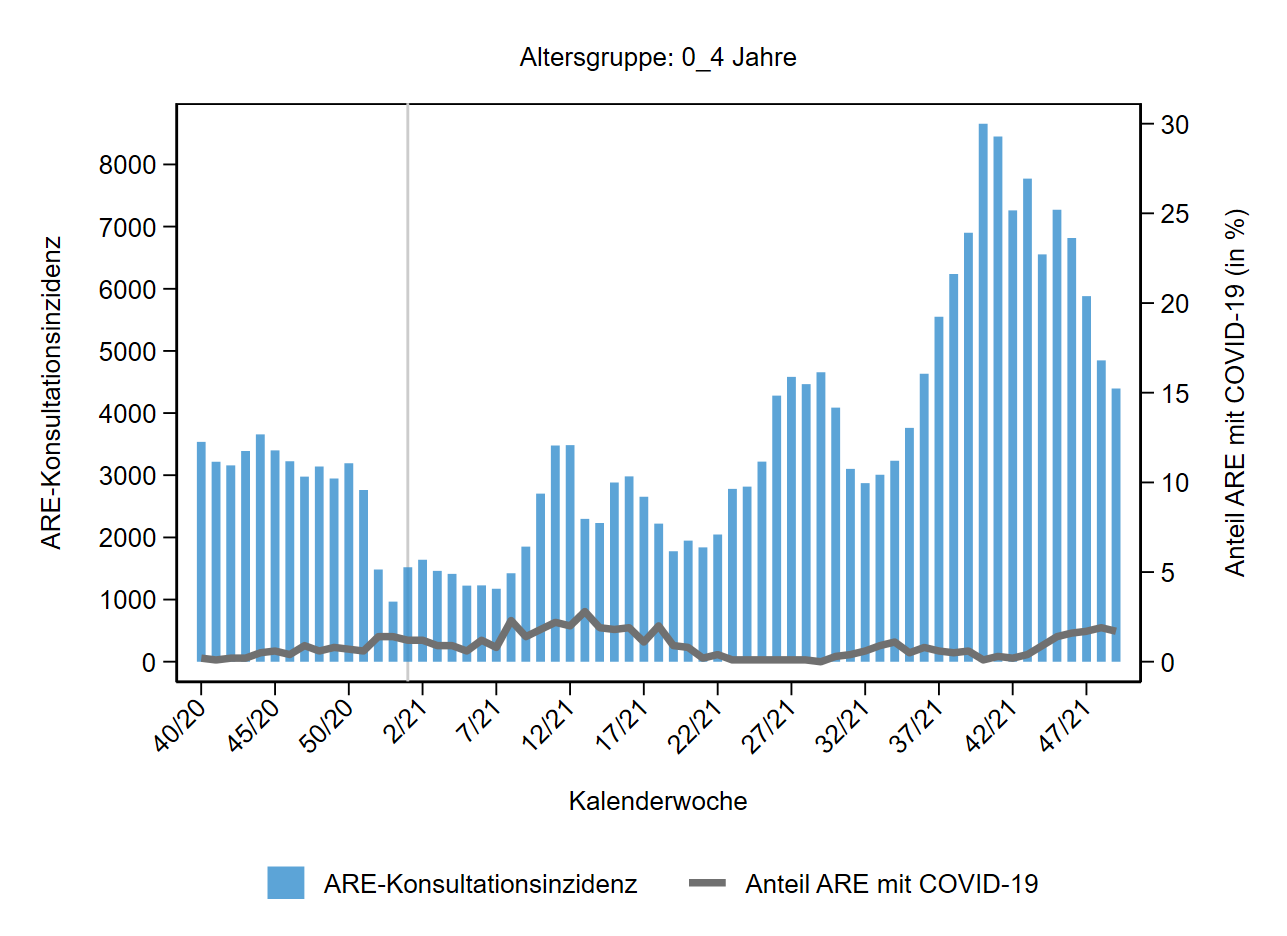 Altersgruppe: 0_4 Jahre
ARE-Konsultationsinzidenz
8000
7000
6000
5000
4000
3000
2000
1000
0
30
25
20
15
10
5
0
Anteil ARE mit COVID-19 (in %)
40/20 45/20 50/20 2/21 7/21 12/21 17/21 22/21 27/21 32/21 37/21 42/21 47/21
Kalenderwoche
ARE-Konsultationsinzidenz Anteil ARE mit COVID-19